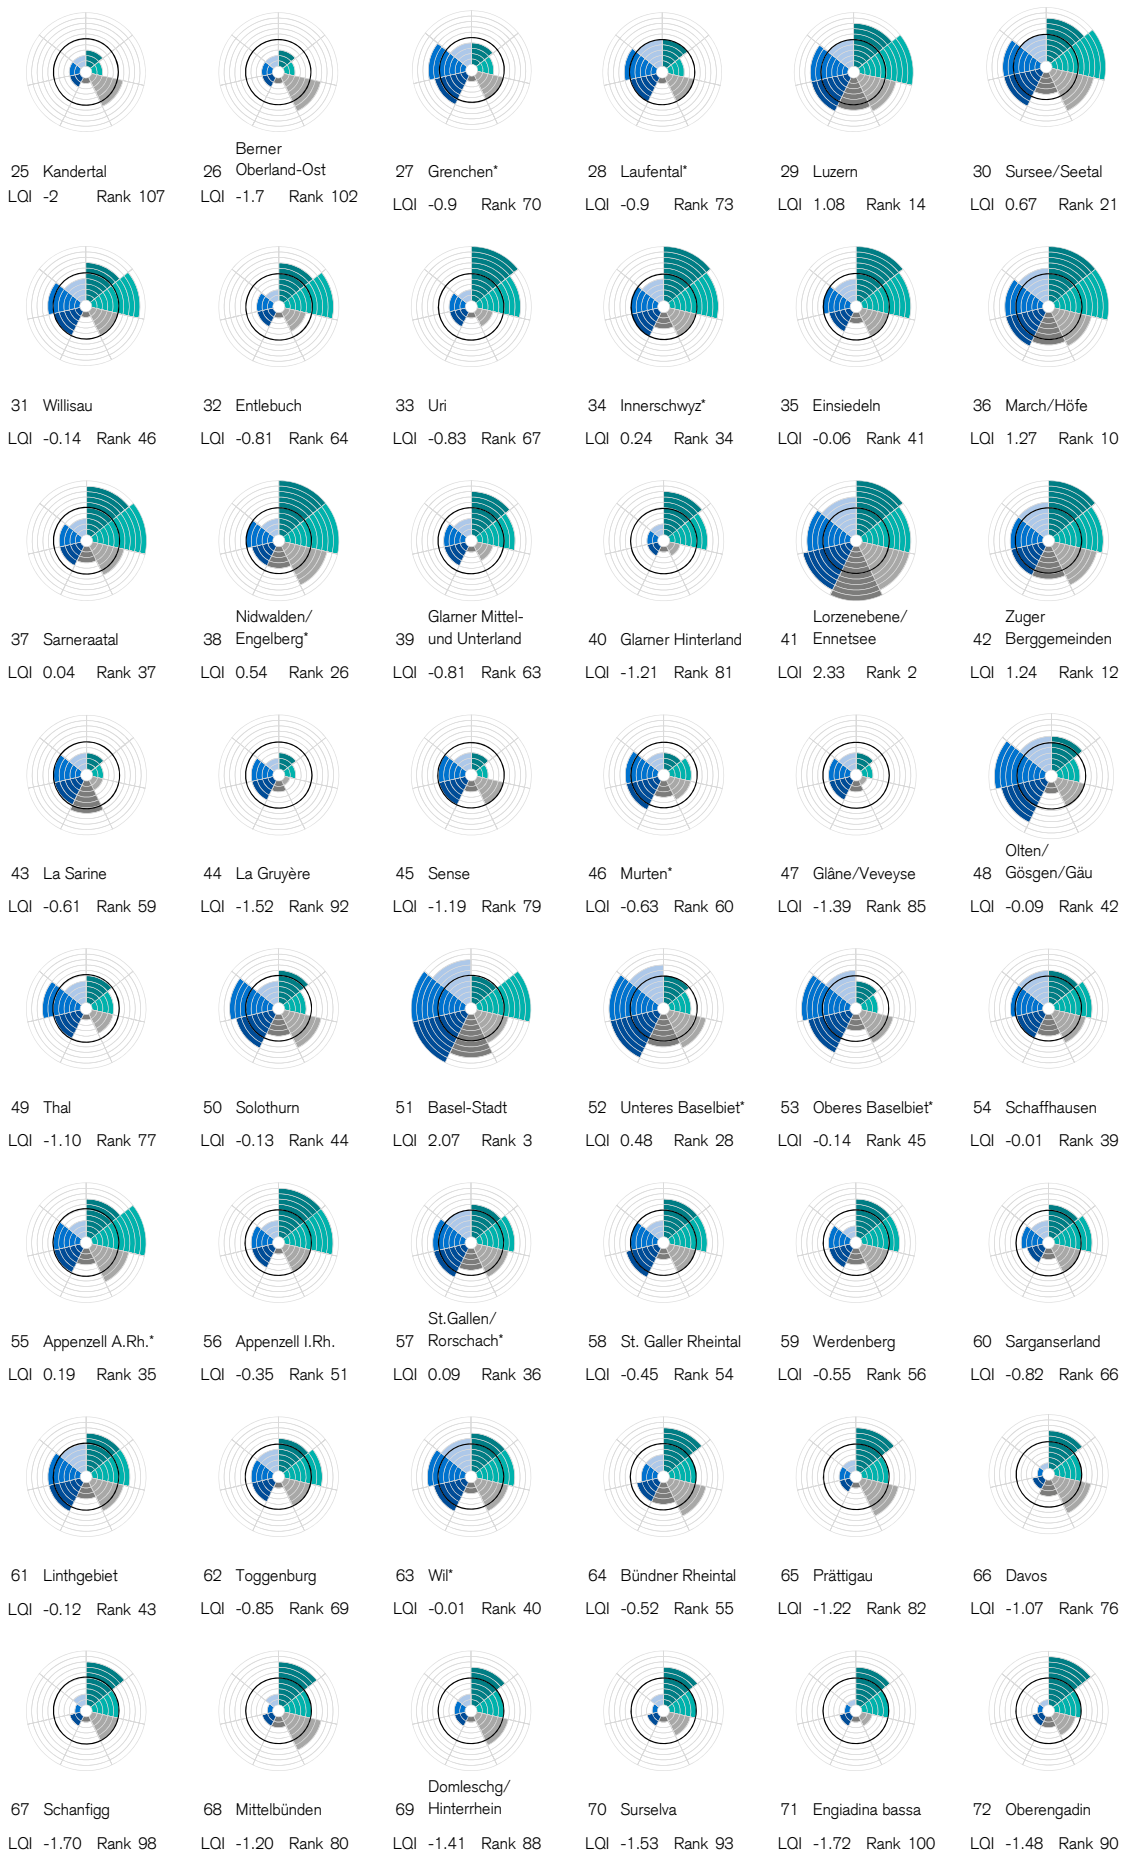 25 Kandertal
LQI -2 Rank 107
26 Berner
Oberland-Ost
LQI -1.7 Rank 102
27 Grenchen*
LQI -0.9 Rank 70
28 Laufental*
LQI -0.9 Rank 73
29 Luzern
LQI 1.08 Rank 14
30 Sursee/Seetal
LQI 0.67 Rank 21
31 Willisau
LQI -0.14 Rank 46
32 Entlebuch
LQI -0.81 Rank 64
33 Uri
LQI -0.83 Rank 67
34 Innerschwyz*
LQI 0.24 Rank 34
35 Einsiedeln
LQI -0.06 Rank 41
36 March/Höfe
LQI 1.27 Rank 10
37 Sarneraatal
LQI 0.04 Rank 37
38 Nidwalden/
Engelberg*
LQI 0.54 Rank 26
39 Glarner Mittel-
und Unterland
LQI -0.81 Rank 63
40 Glarner Hinterland
LQI -1.21 Rank 81
41 Lorzenebene/
Ennetsee
LQI 2.33 Rank 2
42 Zuger
Berggemeinden
LQI 1.24 Rank 12
43 La Sarine
LQI -0.61 Rank 59
44 La Gruyère
LQI -1.52 Rank 92
45 Sense
LQI -1.19 Rank 79
46 Murten*
LQI -0.63 Rank 60
47 Glâne/Veveyse
LQI -1.39 Rank 85
48 Olten/
Gösgen/Gäu
LQI -0.09 Rank 42
49 Thal
LQI -1.10 Rank 77
50 Solothurn
LQI -0.13 Rank 44
51 Basel-Stadt
LQI 2.07 Rank 3
52 Unteres Baselbiet*
LQI 0.48 Rank 28
53 Oberes Baselbiet*
LQI -0.14 Rank 45
54 Schaffhausen
LQI -0.01 Rank 39
55 Appenzell A.Rh.*
LQI 0.19 Rank 35
56 Appenzell I.Rh.
LQI -0.35 Rank 51
57 St.Gallen/
Rorschach*
LQI 0.09 Rank 36
58 St. Galler Rheintal
LQI -0.45 Rank 54
59 Werdenberg
LQI -0.55 Rank 56
60 Sarganserland
LQI -0.82 Rank 66
61 Linthgebiet
LQI -0.12 Rank 43
62 Toggenburg
LQI -0.85 Rank 69
63 Wil*
LQI -0.01 Rank 40
64 Bündner Rheintal
LQI -0.52 Rank 55
65 Prättigau
LQI -1.22 Rank 82
66 Davos
LQI -1.07 Rank 76
67 Schanfigg
LQI -1.70 Rank 98
68 Mittelbünden
LQI -1.20 Rank 80
69 Domleschg/
Hinterrhein
LQI -1.41 Rank 88
70 Surselva
LQI -1.53 Rank 93
71 Engiadina bassa
LQI -1.72 Rank 100
72 Oberengadin
LQI -1.48 Rank 90